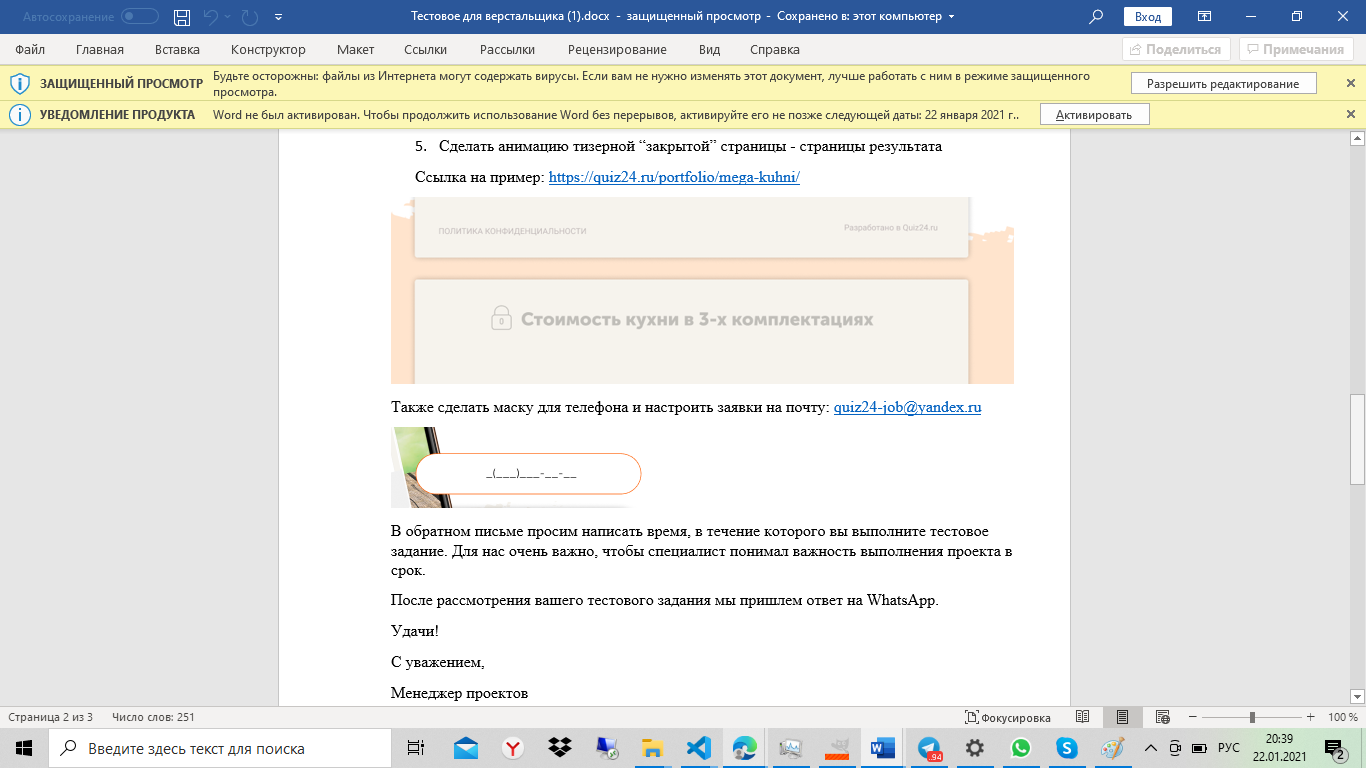 Автосохранение
Тестовое для верстальщика (1).docx - защищенный просмотр - Сохранено в: этот компьютер
Вход
Файл Главная Вставка Конструктор Макет Ссылки Рассылки Рецензирование Вид Справка Поделиться Примечания
ЗАЩИЩЕННЫЙ ПРОСМОТР Будьте осторожны: файлы из Интернета могут содержать вирусы. Если вам не нужно изменять этот документ, лучше работать с ним в режиме защищенного
просмотра.
Разрешить редактирование
УВЕДОМЛЕНИЕ ПРОДУКТА Word не был активирован. Чтобы продолжить использование Word без перерывов, активируйте его не позже следующей даты: 22 января 2021 г..
Активировать
5. Сделать анимацию тизерной “закрытой” страницы - страницы результата
Ссылка на пример: https://quiz24.ru/portfolio/mega-kuhni/
ПОЛИТИКА КОНФИДЕНЦИАЛЬНОСТИ Разработано в Quiz24.ru
Стоимость кухни в 3-х комплектациях
Также сделать маску для телефона и настроить заявки на почту: quiz24-job@yandex.ru
_(___)___-__-__
В обратном письме просим написать время, в течение которого вы выполните тестовое
задание. Для нас очень важно, чтобы специалист понимал важность выполнения проекта в
срок.
После рассмотрения вашего тестового задания мы пришлем ответ на WhatsApp.
Удачи!
С уважением,
Менеджер проектов
Страница 2 из 3 Число слов: 251 Фокусировка 100 %
Введите здесь текст для поиска
.94
РУС
20:39
22.01.2021
2